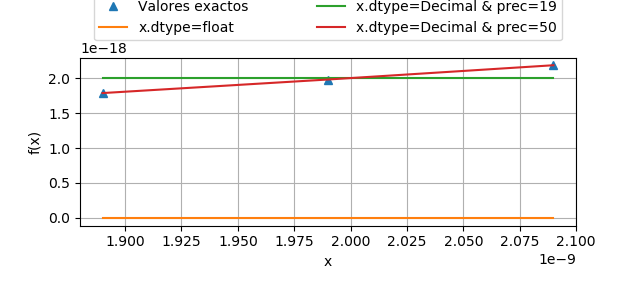 Valores exactos
x.dtype=float
x.dtype=Decimal & prec=19
x.dtype=Decimal & prec=50
1e−18
2.0
1.5
1.0
0.5
0.0
f(x)
1.900 1.925 1.950 1.975 2.000 2.025 2.050 2.075 2.100
x
1e−9